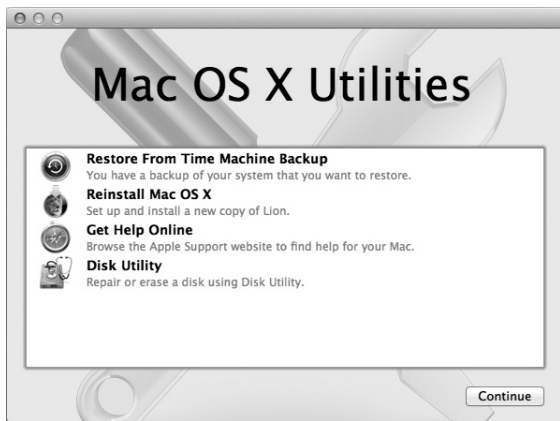 Mac OS X Utilities
Restore From Time Machine Backup
You have a backup of your system that you want to restore.
Reinstall Mac OS X
Set up and install a new copy of Lion.
Get Help Online
Browse the Apple Support website to find help for your Mac.
Disk Utility
Repair or erase a disk using Disk Utility.
Continue